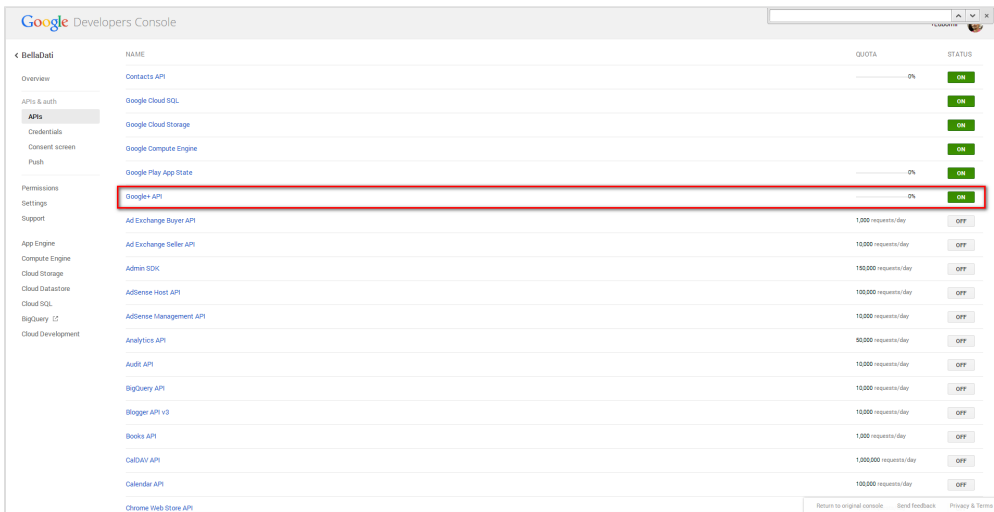 Google Developers Console
< BellaDati
Overview
APIs & auth
APIs
Credentials
Consent screen
Push
Permissions
Settings
Support
App Engine
Compute Engine
Cloud Storage
Cloud Datastore
Cloud SQL
BigQuery
Cloud Development
NAME QUOTA STATUS
Contacts API 0% ON
Google Cloud SQL ON
Google Cloud Storage ON
Google Compute Engine ON
Google Play App State 0% ON
Google+ API 0% ON
Ad Exchange Buyer API 1,000 requests/day OFF
Ad Exchange Seller API 10,000 requests/day OFF
Admin SDK 150,000 requests/day OFF
AdSense Host API 100,000 requests/day OFF
AdSense Management API 10,000 requests/day OFF
Analytics API 50,000 requests/day OFF
Audit API 10,000 requests/day OFF
BigQuery API 10,000 requests/day OFF
Blogger API v3 10,000 requests/day OFF
Books API 1,000 requests/day OFF
CalDAV API 1,000,000 requests/day OFF
Calendar API 100,000 requests/day OFF
Chrome Web Store API
Return to original console Send feedback Privacy & Terms